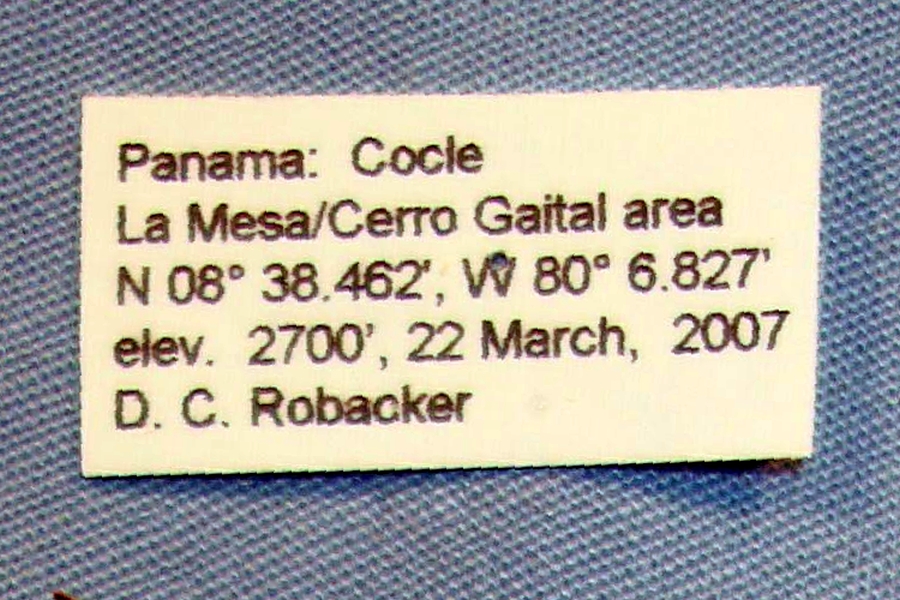 Panama:  Cocle
La Mesa/Cerro Gaital area
N 08° 38.462', W 80° 6.827'
elev.  2700', 22 March,  2007
D. C. Robacker